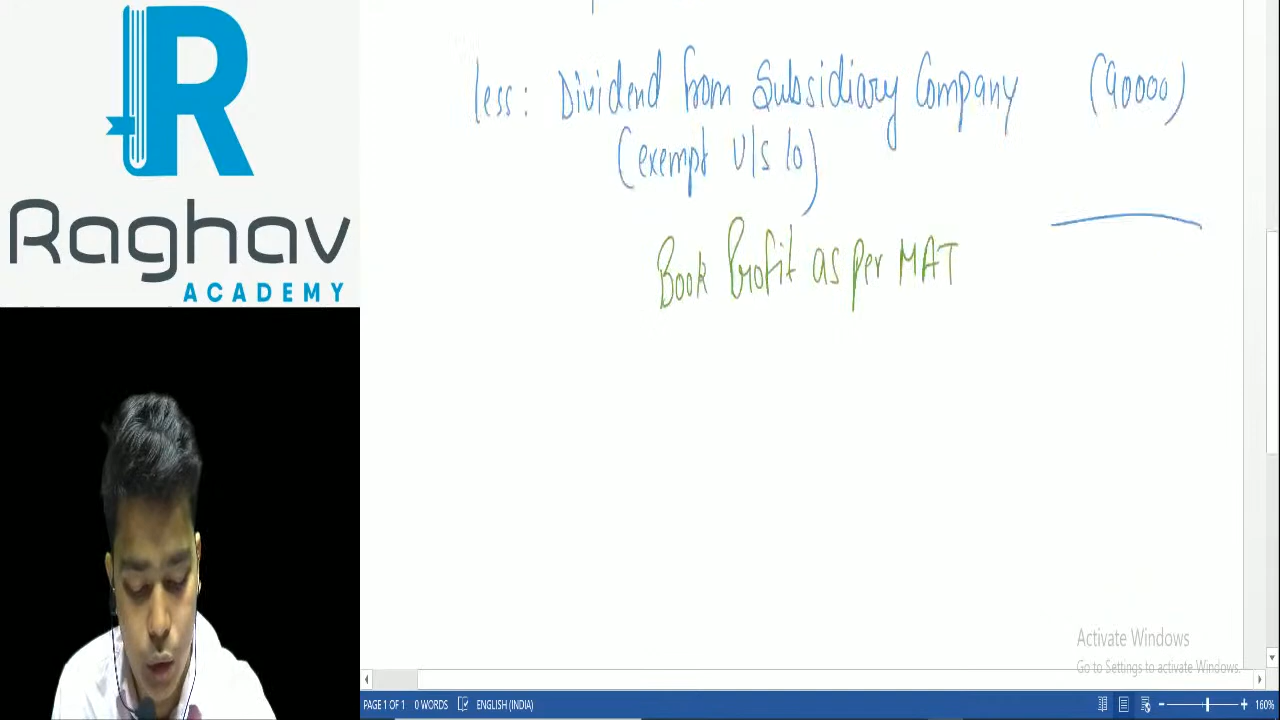 R
Raghav
ACADEMY
less: Dividend from Subsidiary Company (90000)
(exempt U/s 10)
Book Profit as per MAT
Activate Windows
Go to Settings to activate Windows.
PAGE 1 OF 1 0 WORDS ENGLISH (INDIA) 160%